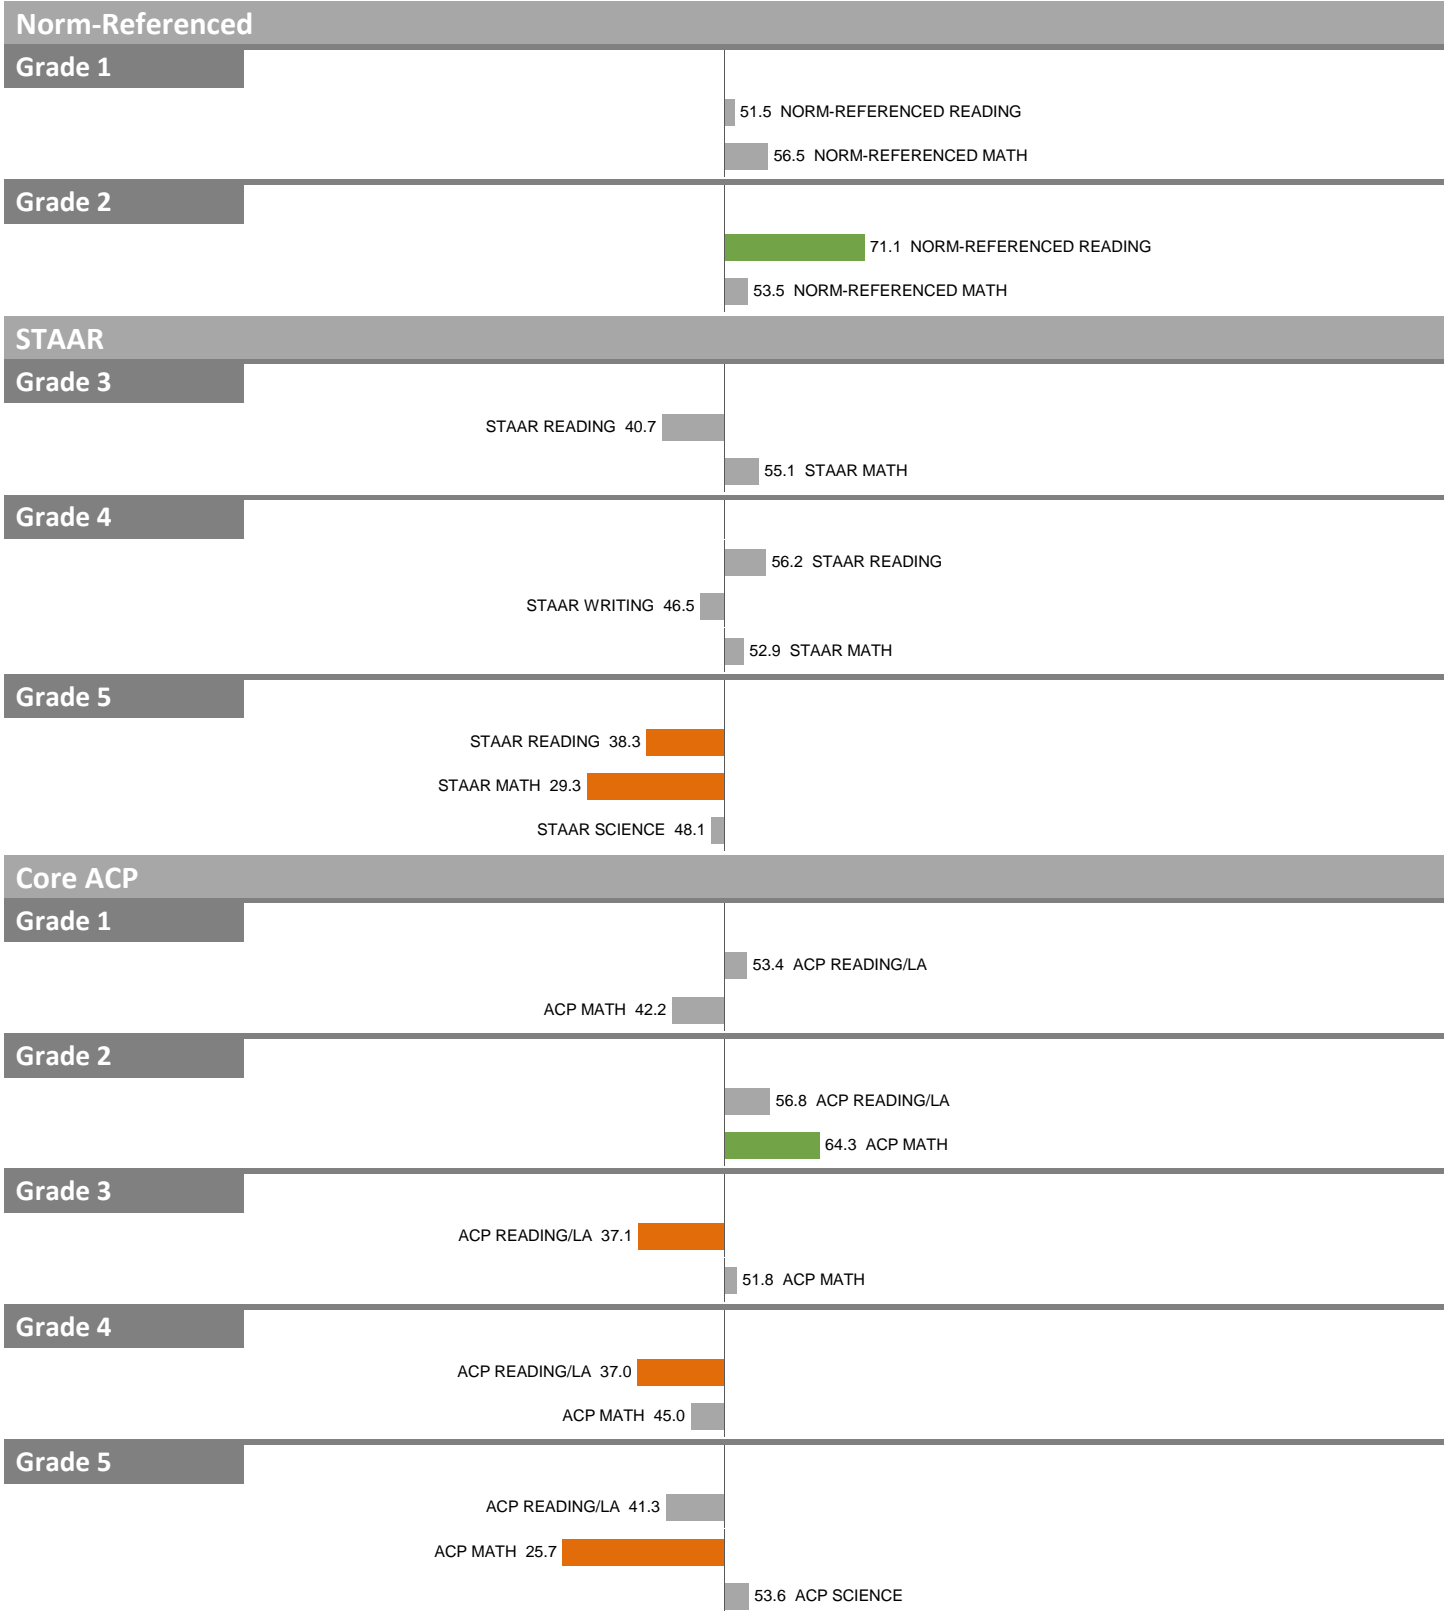 Norm-Referenced
Grade 1
51.5 NORM-REFERENCED READING
56.5 NORM-REFERENCED MATH
Grade 2
71.1 NORM-REFERENCED READING
53.5 NORM-REFERENCED MATH
STAAR
Grade 3
STAAR READING 40.7
55.1 STAAR MATH
Grade 4
56.2 STAAR READING
STAAR WRITING 46.5
52.9 STAAR MATH
Grade 5
STAAR READING 38.3
STAAR MATH 29.3
STAAR SCIENCE 48.1
Core ACP
Grade 1
53.4 ACP READING/LA
ACP MATH 42.2
Grade 2
56.8 ACP READING/LA
64.3 ACP MATH
Grade 3
ACP READING/LA 37.1
51.8 ACP MATH
Grade 4
ACP READING/LA 37.0
ACP MATH 45.0
Grade 5
ACP READING/LA 41.3
ACP MATH 25.7
53.6 ACP SCIENCE